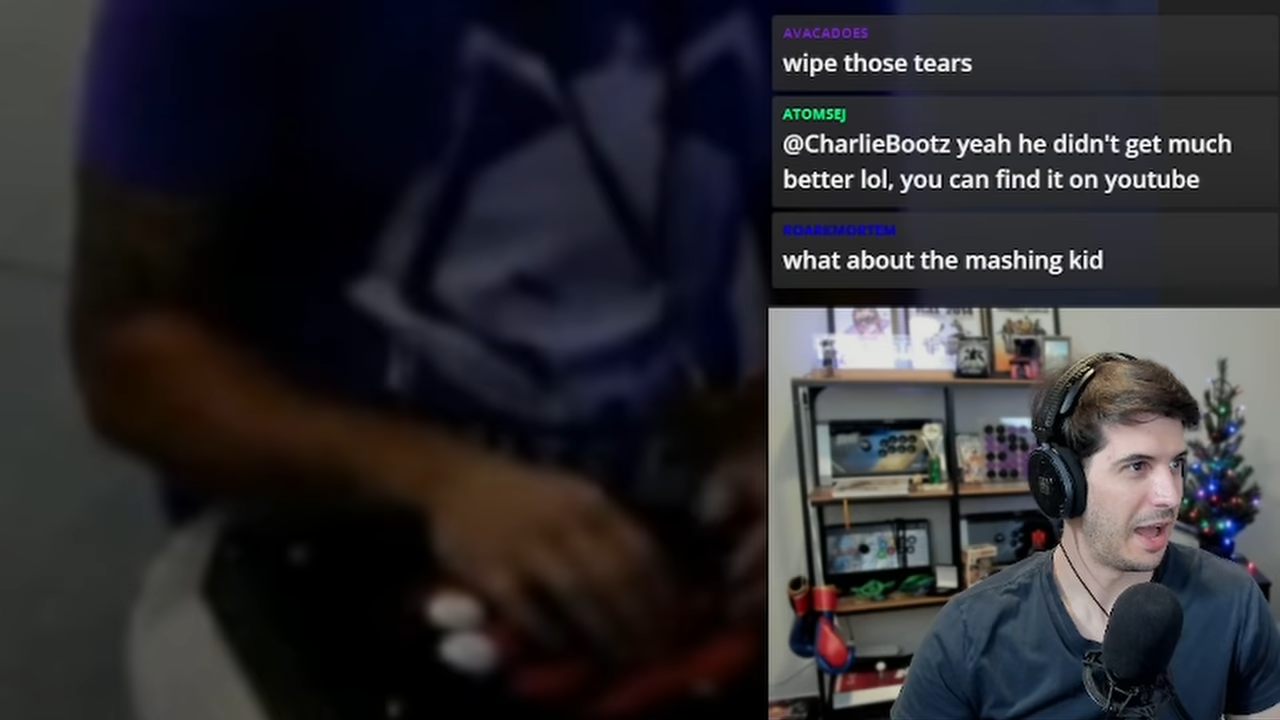 AVACADOES
wipe those tears
ATOMSEJ
@CharlieBootz yeah he didn't get much
better lol, you can find it on youtube
ROARKMORTEM
what about the mashing kid